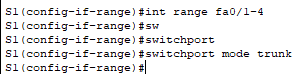 S1(config-if-range)#int range fa0/1-4
S1(config-if-range)#sw
S1(config-if-range)#switchport
S1(config-if-range)#switchport mode trunk
S1(config-if-range)#